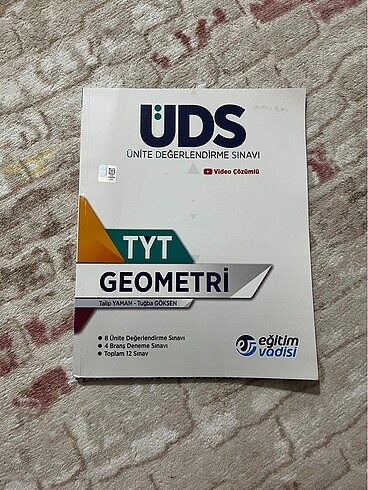 ÜDS
ÜNİTE DEĞERLENDİRME SINAVI
Video Çözümlü
TYT
GEOMETRİ
Talip YAMAN - Tuğba GÖKŞEN
8 Ünite Değerlendirme Sınavı
4 Branş Deneme Sınavı
Toplam 12 Sınav
eğitim
vadisi